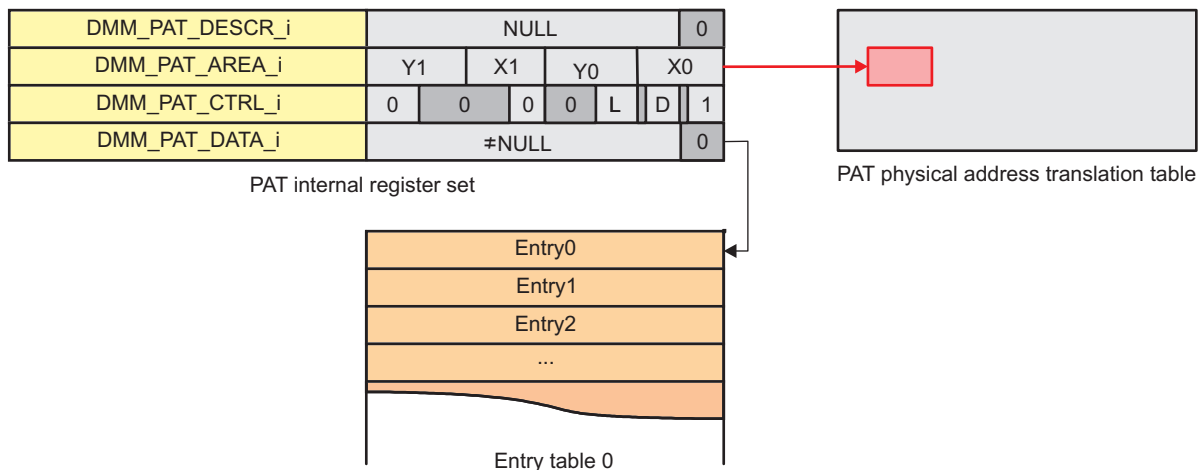 DMM_PAT_DESCR_i NULL 0
DMM_PAT_AREA_i Y1 X1 Y0 X0
DMM_PAT_CTRL_i 0 0 0 0 L D 1
DMM_PAT_DATA_i ≠NULL 0
PAT internal register set
PAT physical address translation table
Entry0
Entry1
Entry2
...
Entry table 0